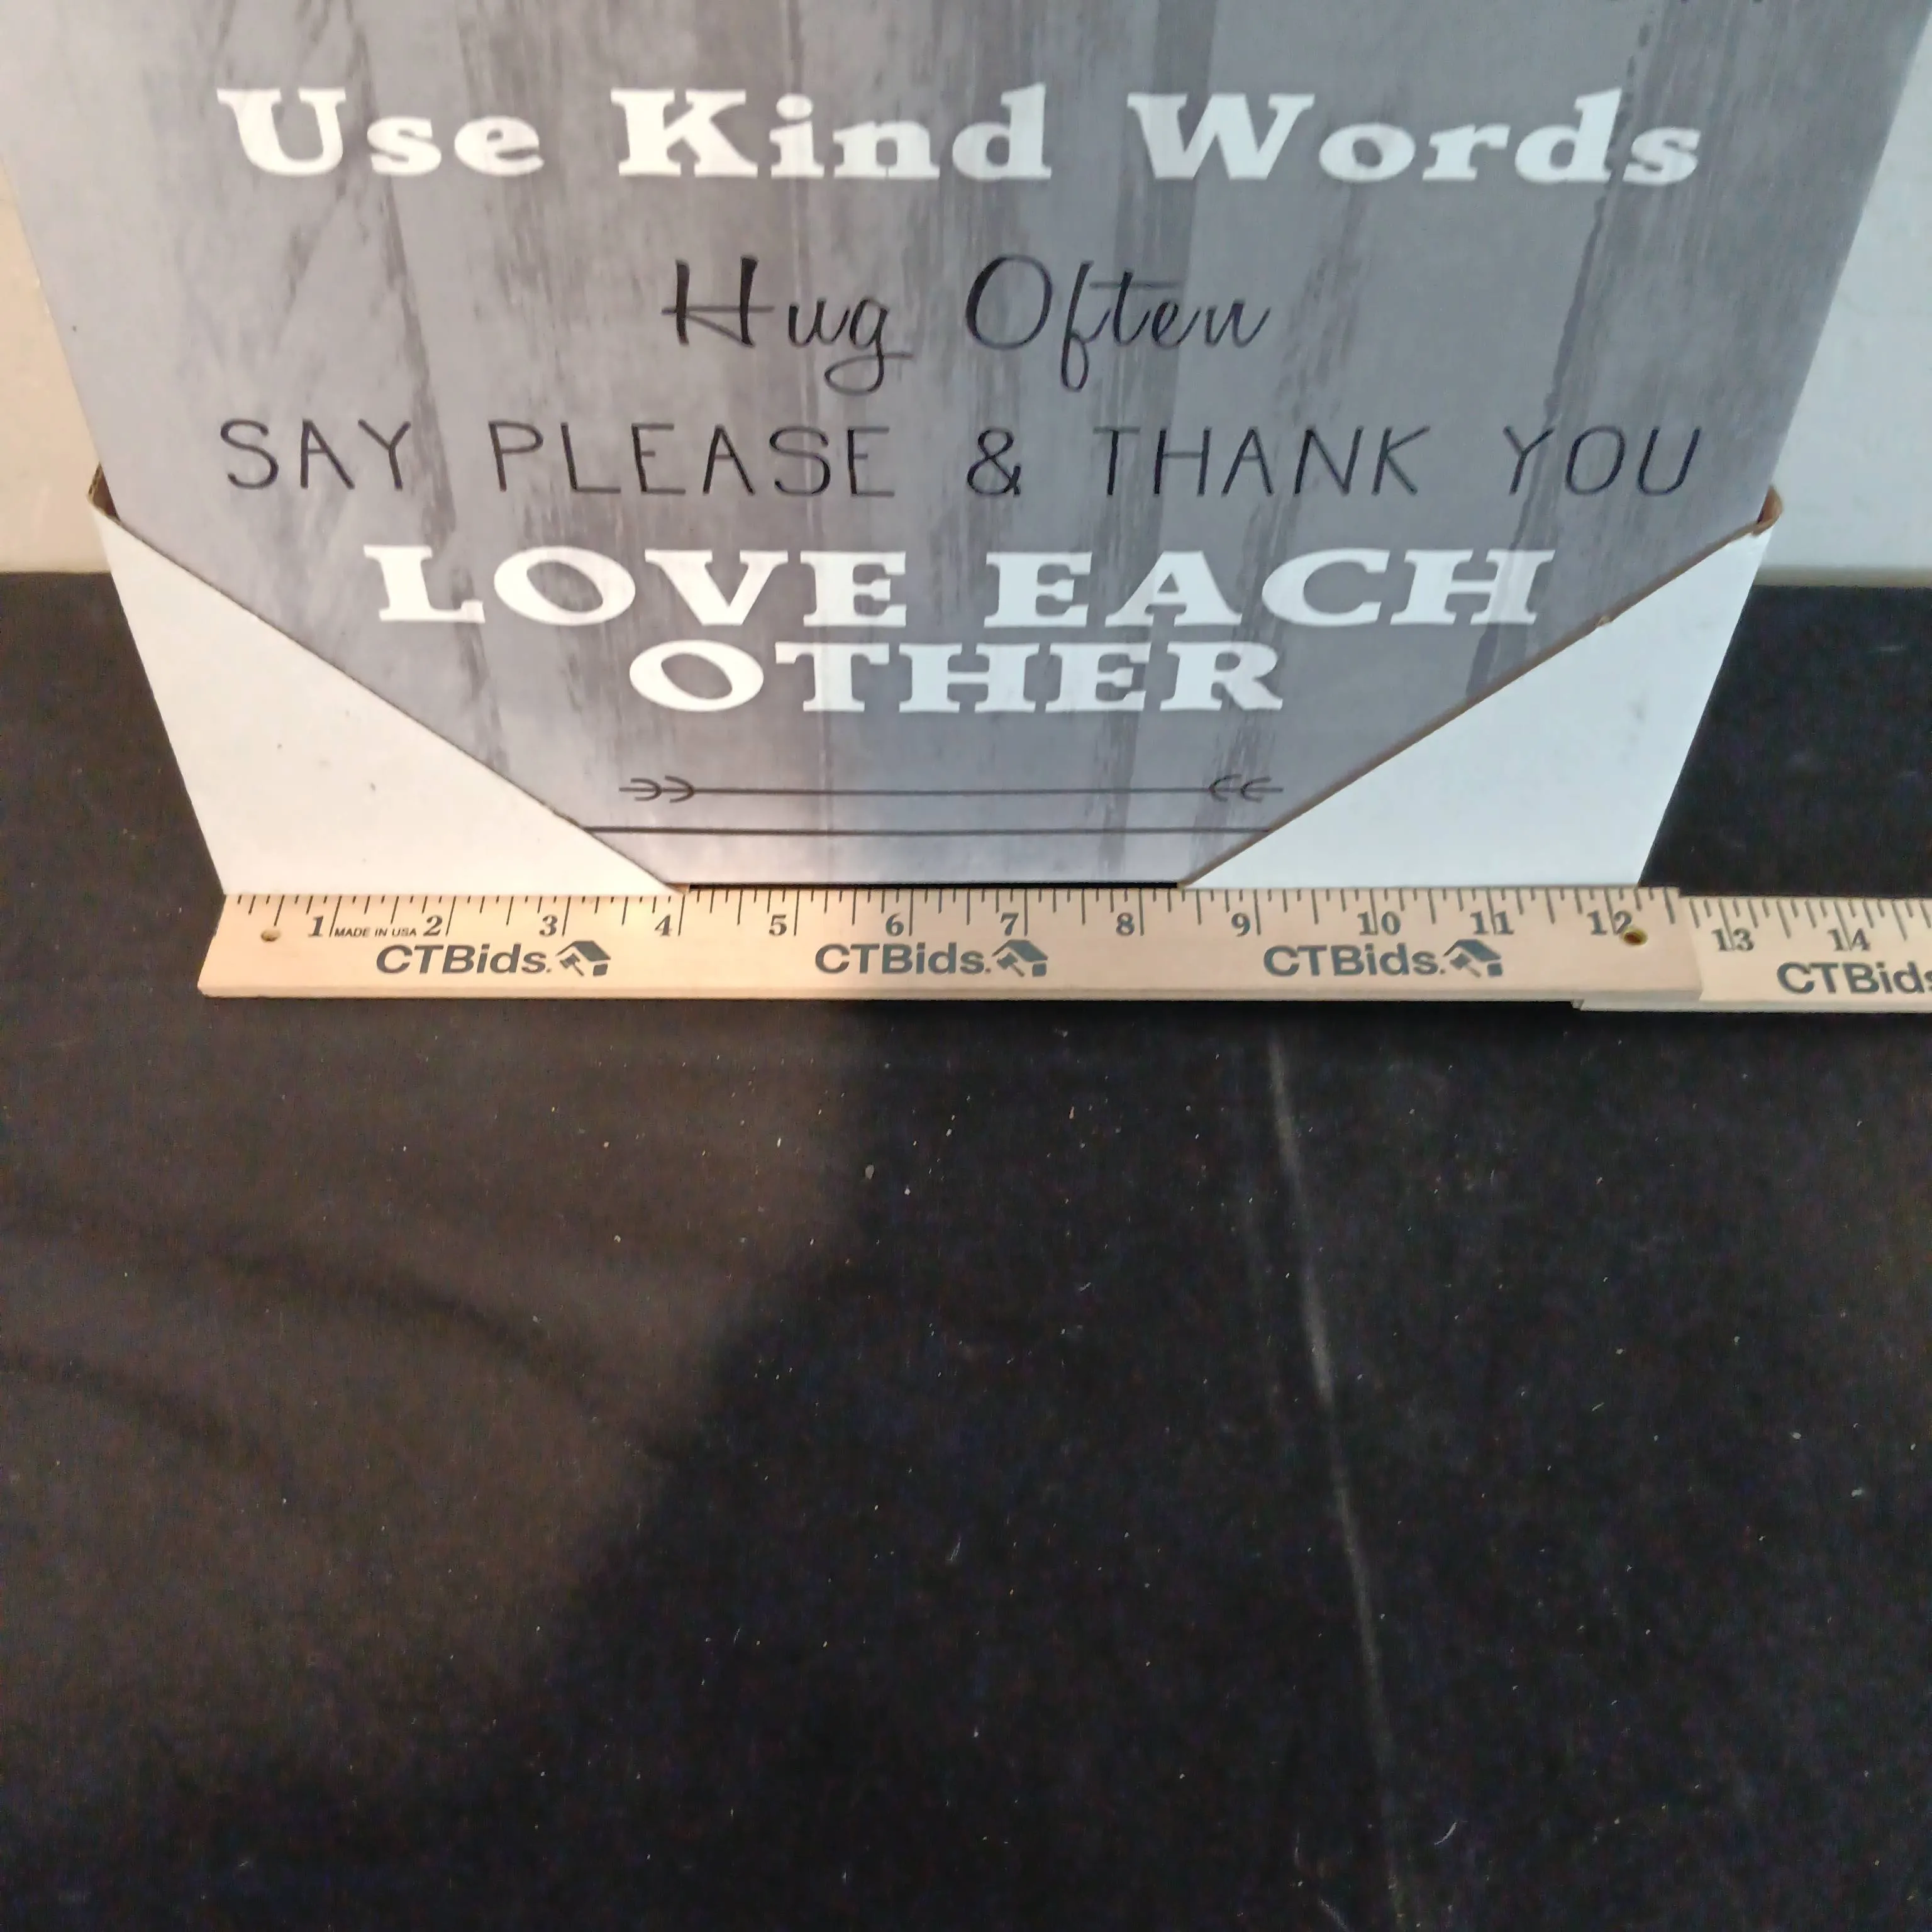 Use Kind Words
Hug Often
SAY PLEASE & THANK YOU
LOVE EACH
OTHER
1 MADE IN USA 2 3 4 5 6 7 8 9 10 11 12 13 14
CTBids. CTBids. CTBids. CTBids